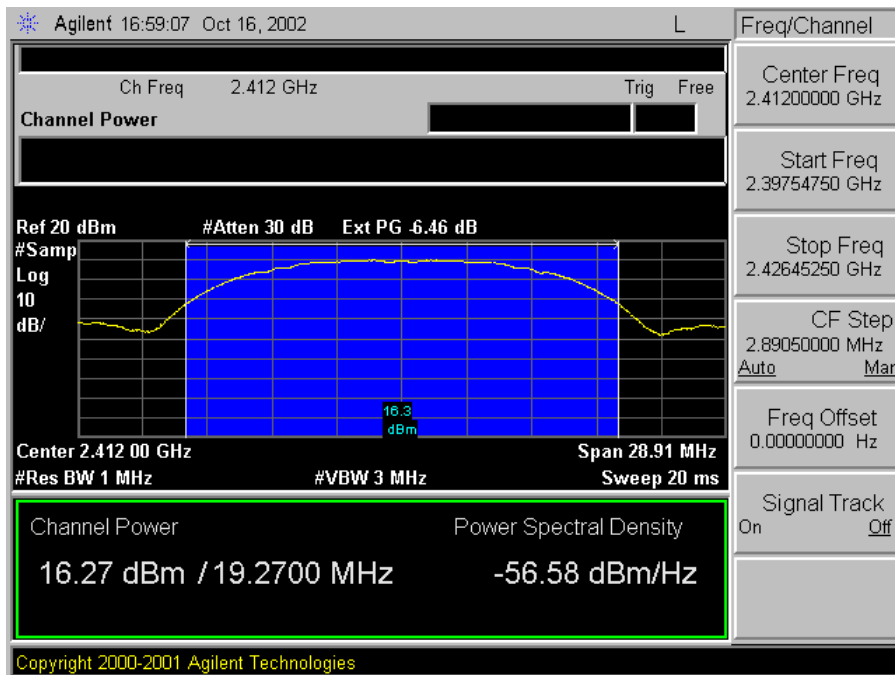 Agilent 16:59:07 Oct 16, 2002 L
Freq/Channel
Ch Freq 2.412 GHz Trig Free
Channel Power
Center Freq
2.41200000 GHz
Start Freq
2.39754750 GHz
Stop Freq
2.42645250 GHz
CF Step
2.89050000 MHz
Auto Man
Freq Offset
0.00000000 Hz
Signal Track
On Off
Ref 20 dBm #Atten 30 dB Ext PG -6.46 dB
#Samp
Log
10
dB/
16.3
dBm
Center 2.412 00 GHz Span 28.91 MHz
#Res BW 1 MHz #VBW 3 MHz Sweep 20 ms
Channel Power Power Spectral Density
16.27 dBm / 19.2700 MHz -56.58 dBm/Hz
Copyright 2000-2001 Agilent Technologies